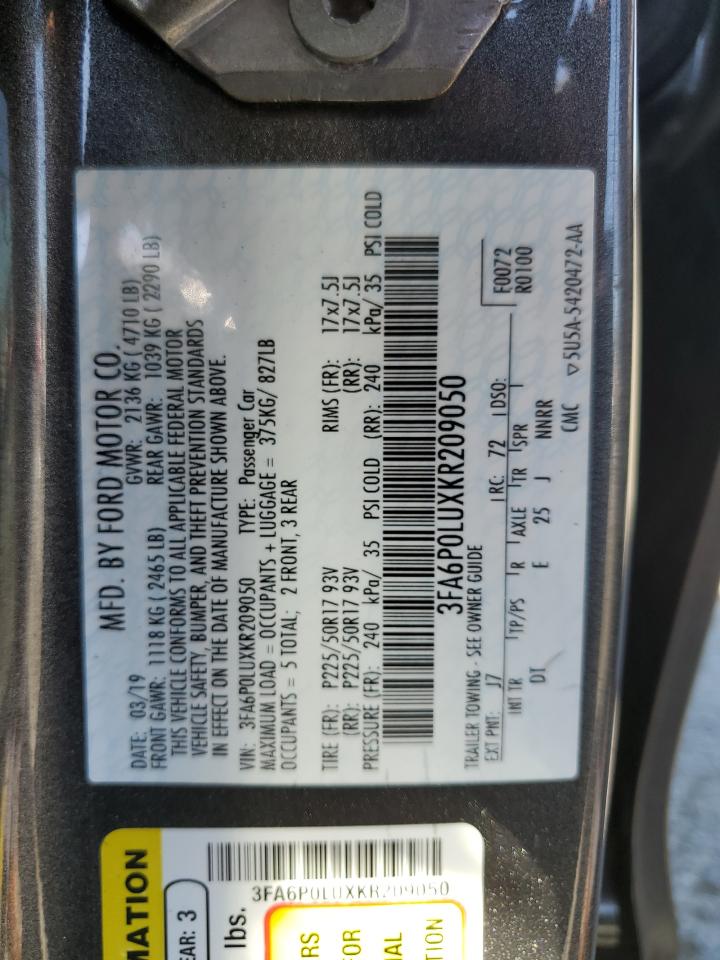 MFD. BY FORD MOTOR CO.
DATE: 03/19 GVWR: 2136 KG ( 4710 LB)
FRONT GAWR: 1118 KG ( 2465 LB) REAR GAWR: 1039 KG ( 2290 LB)
THIS VEHICLE CONFORMS TO ALL APPLICABLE FEDERAL MOTOR
VEHICLE SAFETY, BUMPER, AND THEFT PREVENTION STANDARDS
IN EFFECT ON THE DATE OF MANUFACTURE SHOWN ABOVE.
VIN: 3FA6P0LUXKR209050 TYPE: Passenger Car
MAXIMUM LOAD = OCCUPANTS + LUGGAGE = 375KG/ 827LB
OCCUPANTS = 5 TOTAL; 2 FRONT, 3 REAR
TIRE (FR): P225/50R17 93V RIMS (FR): 17x7.5J
(RR): P225/50R17 93V (RR): 17x7.5J
PRESSURE (FR): 240 kPa/ 35 PSI COLD (RR): 240 kPa/ 35 PSI COLD
3FA6P0LUXKR209050
TRAILER TOWING - SEE OWNER GUIDE
F0072
R0100
EXT PNT: J7 RC: 72 DSO:
INT TR TP/PS R AXLE TR SPR
DT E 25 J NNRR
CMC ▽5U5A-5420472-AA
MATION
EAR: 3
lbs.
3FA6P0LUXKR209050
RS
FOR
NAL
TION